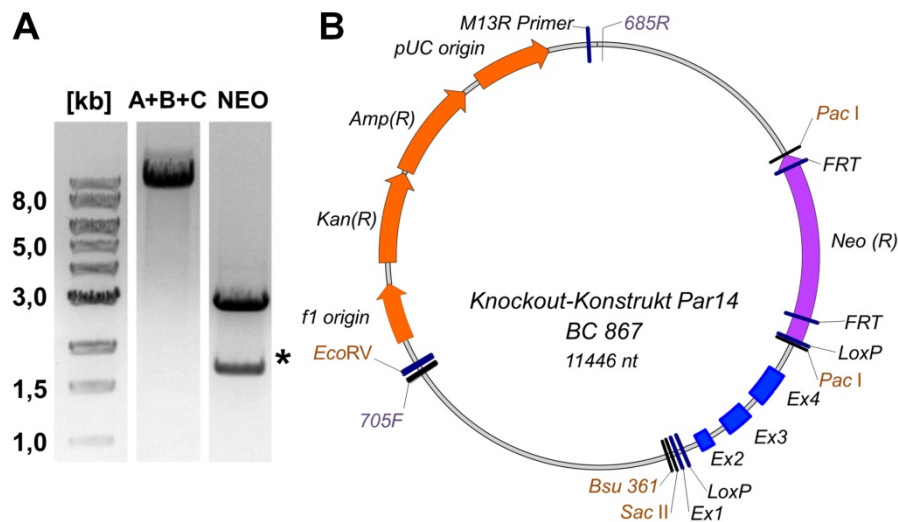 A
[kb]
A+B+C
NEO
8,0
5,0
3,0
1,5
1,0
*
B
M13R Primer
685R
pUC origin
Amp(R)
Kan(R)
f1 origin
EcoRV
705F
Pac I
FRT
Neo (R)
FRT
LoxP
Pac I
Ex4
Ex3
Ex2
LoxP
Ex1
Sac II
Bsu 361
Knockout-Konstrukt Par14
BC 867
11446 nt